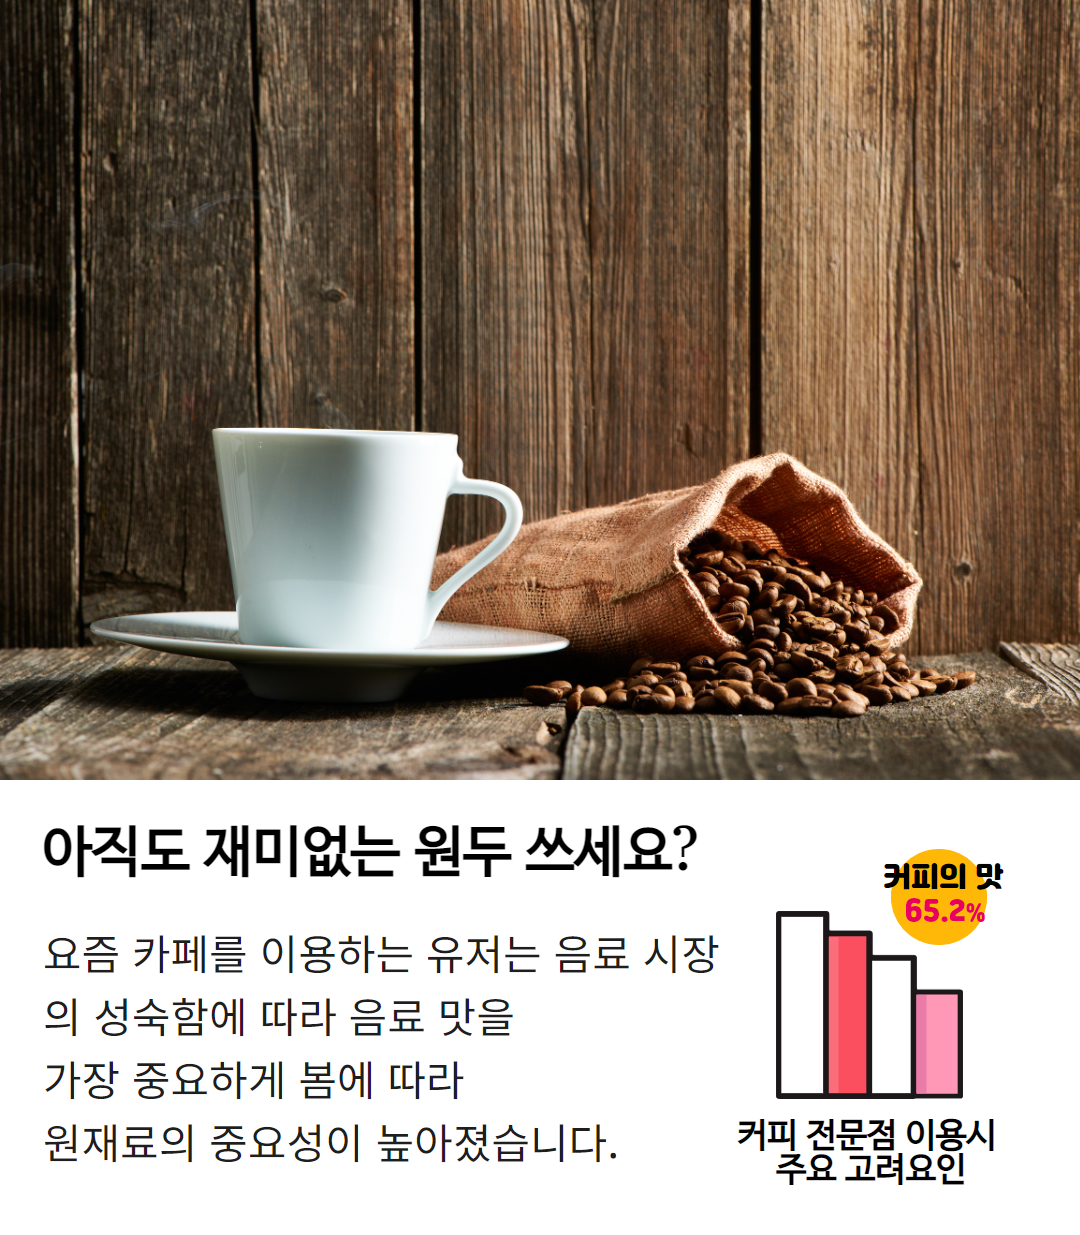 아직도 재미없는 원두 쓰세요?
요즘 카페를 이용하는 유저는 음료 시장
의 성숙함에 따라 음료 맛을
가장 중요하게 봄에 따라
원재료의 중요성이 높아졌습니다.
커피의 맛
65.2%
커피 전문점 이용시
주요 고려요인